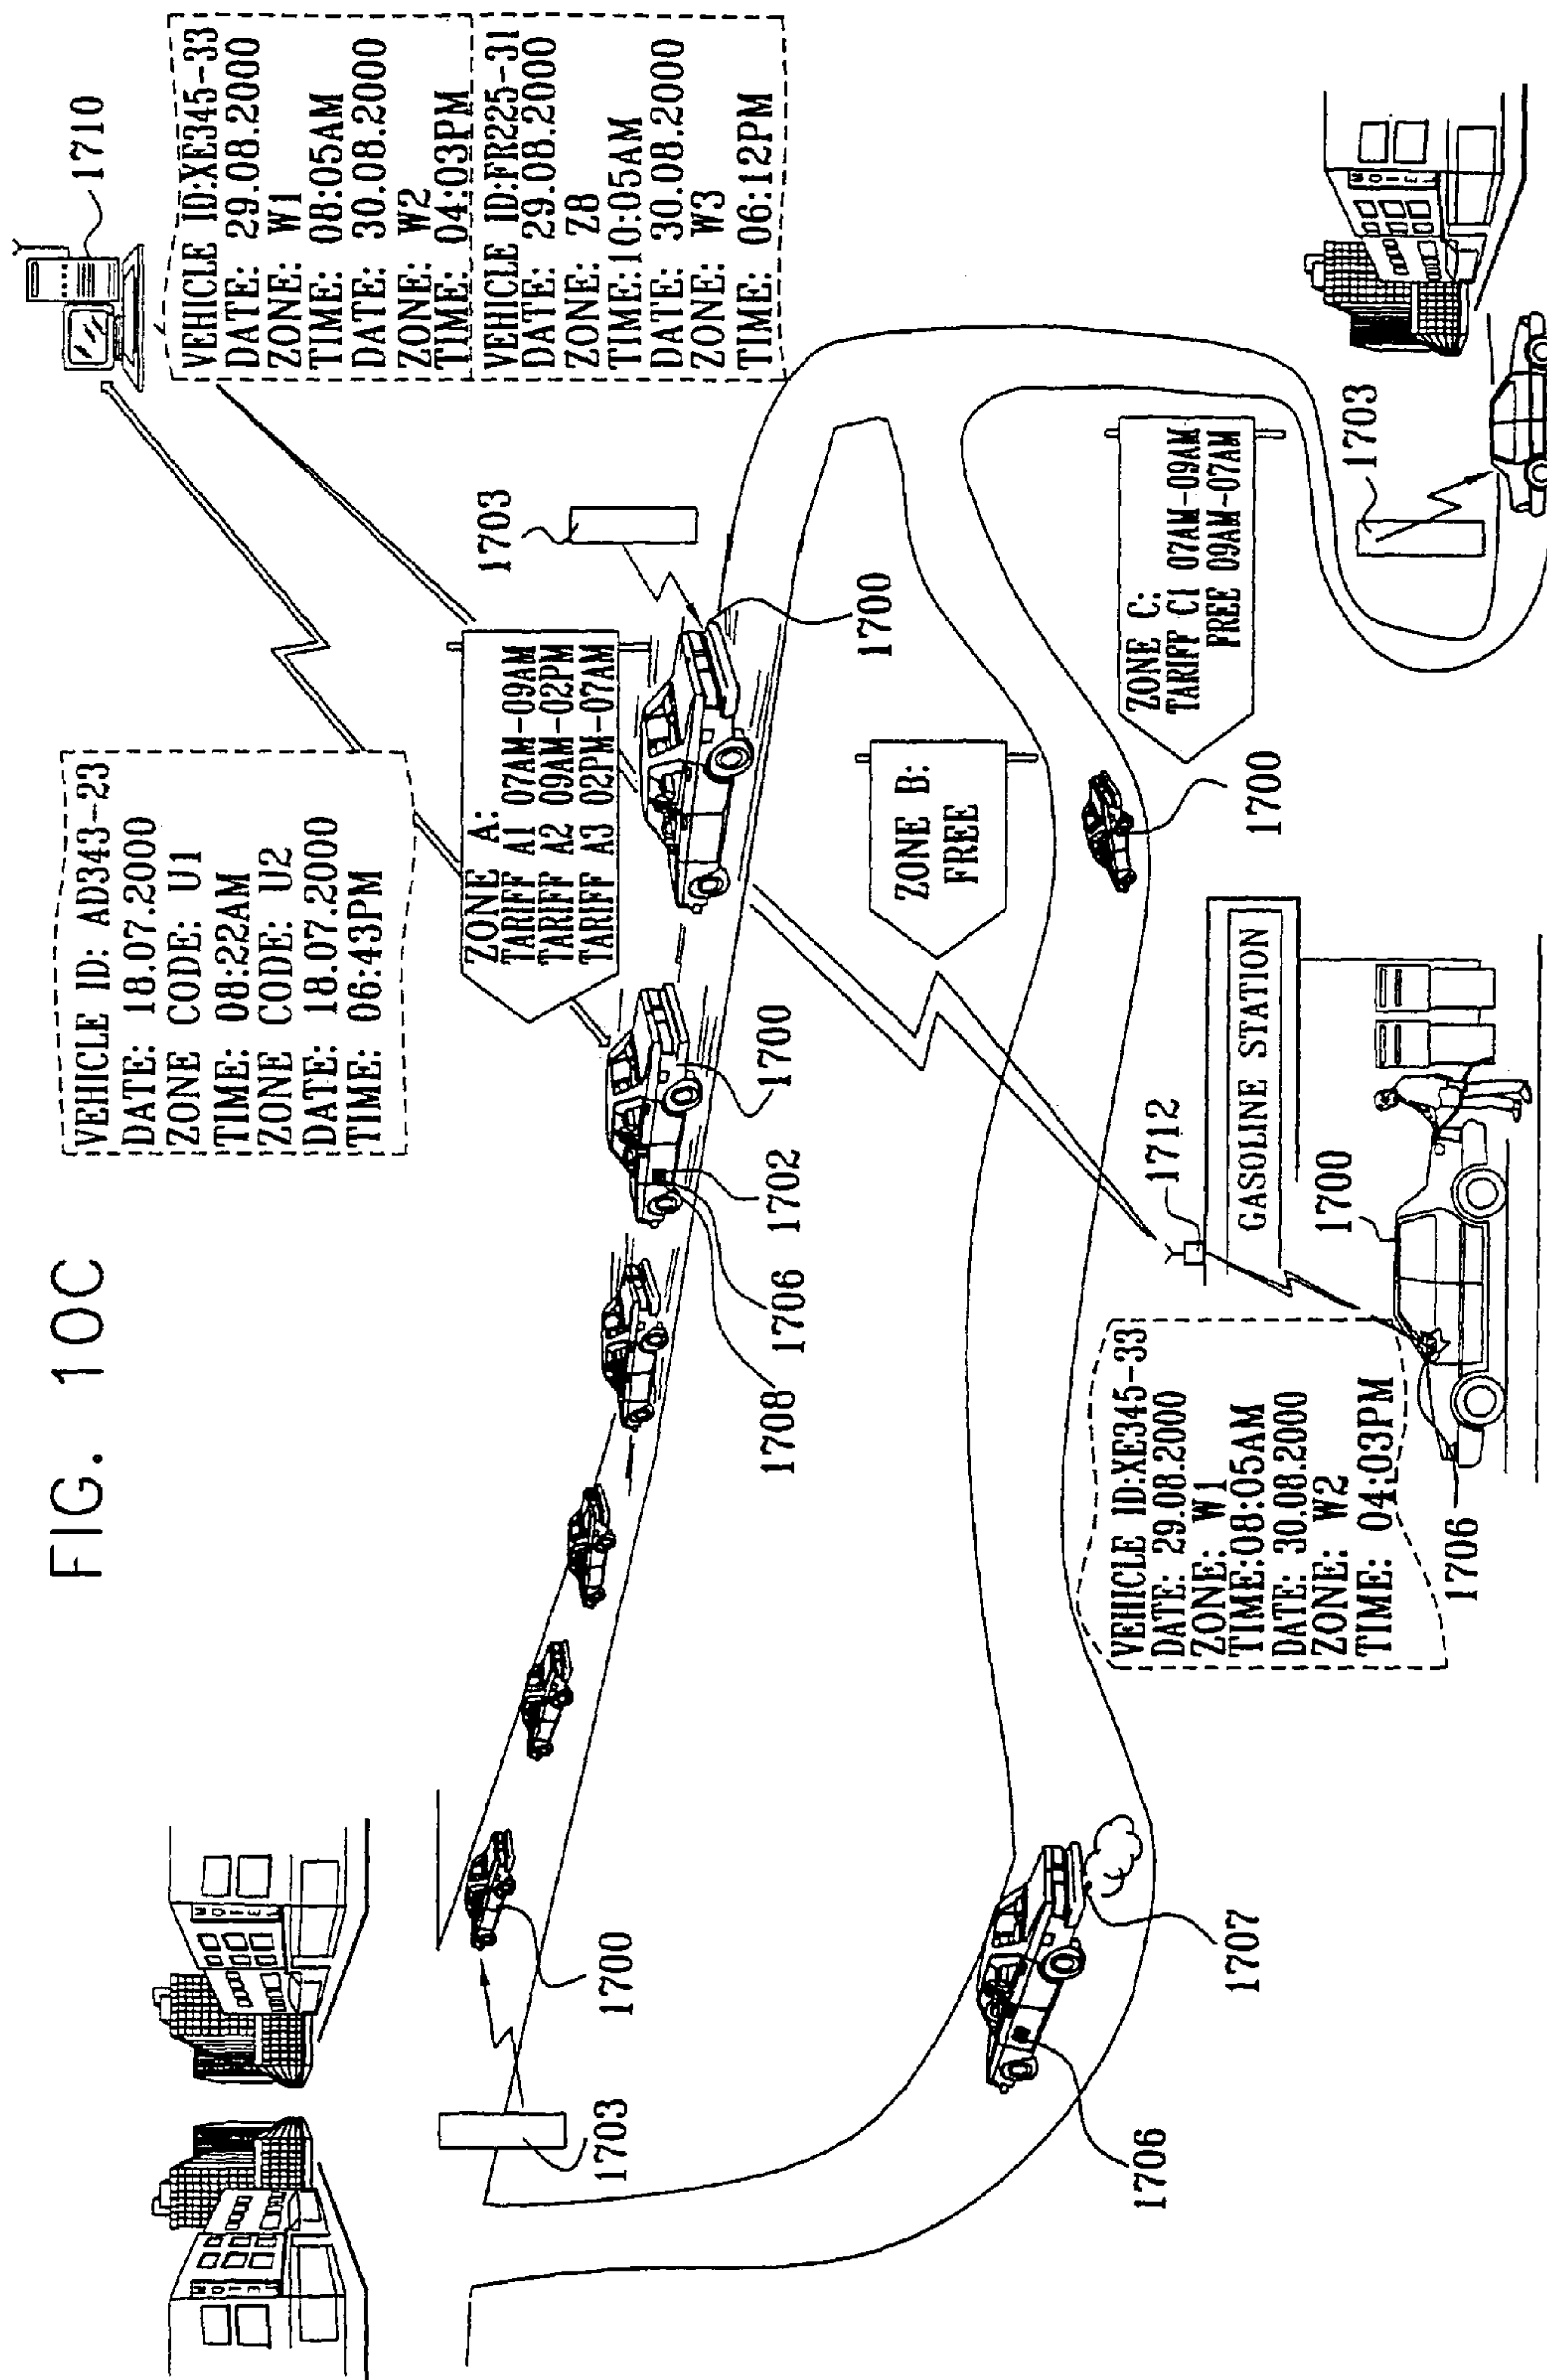 FIG. 10C
VEHICLE ID: AD343-23
DATE: 18.07.2000
ZONE CODE: U1
TIME: 08:22AM
ZONE CODE: U2
DATE: 18.07.2000
TIME: 06:43PM
1710
VEHICLE ID:XE345-33
DATE: 29.08.2000
ZONE: W1
TIME: 08:05AM
DATE: 30.08.2000
ZONE: W2
TIME: 04:03PM
VEHICLE ID:FR225-31
DATE: 29.08.2000
ZONE: Z8
TIME:10:05AM
DATE: 30.08.2000
ZONE: W3
TIME: 06:12PM
HOTEL
HOTEL
1703
1700
ZONE A:
TARIFF A1 07AM-09AM
TARIFF A2 09AM-02PM
TARIFF A3 02PM-07AM
1703
1708
1706
1702
1700
1700
ZONE B:
FREE
ZONE C:
TARIFF C1 07AM-09AM
FREE 09AM-07AM
1700
1703
HOTEL
1706
1707
VEHICLE ID:XE345-33
DATE: 29.08.2000
ZONE: W1
TIME:08:05AM
DATE: 30.08.2000
ZONE: W2
TIME: 04:03PM
1712
GASOLINE STATION
1700
1706